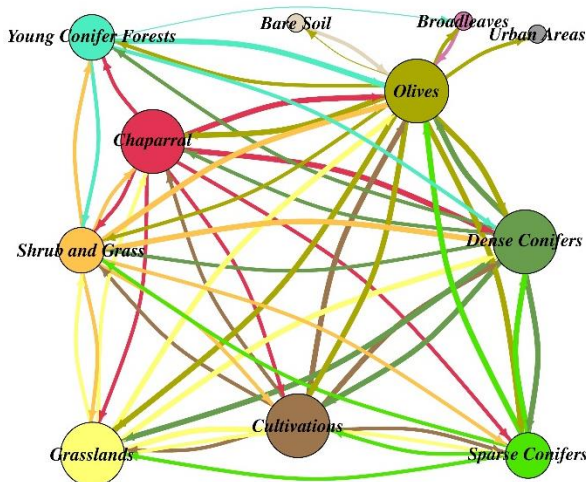 Young Conifer Forests
Bare Soil
Broadleaves
Urban Areas
Olives
Chaparral
Shrub and Grass
Dense Conifers
Grasslands
Cultivations
Sparse Conifers